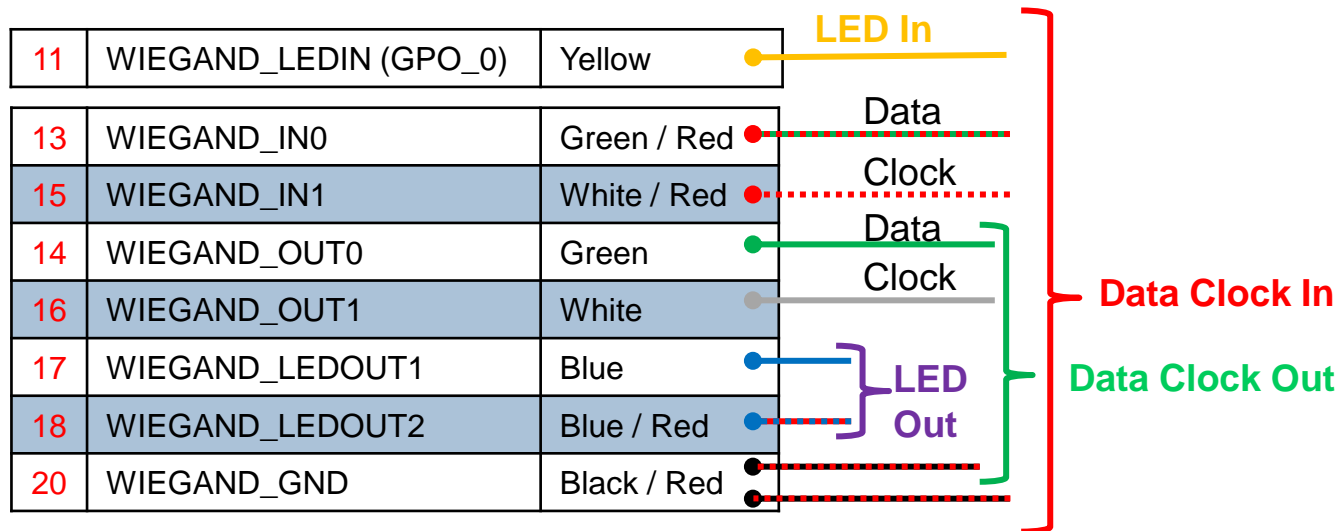 LED In
11 WIEGAND_LEDIN (GPO_0) Yellow
Data
13 WIEGAND_IN0 Green / Red
Clock
15 WIEGAND_IN1 White / Red
Data
14 WIEGAND_OUT0 Green
Clock
16 WIEGAND_OUT1 White
Data Clock In
17 WIEGAND_LEDOUT1 Blue
LED
Out
Data Clock Out
18 WIEGAND_LEDOUT2 Blue / Red
20 WIEGAND_GND Black / Red